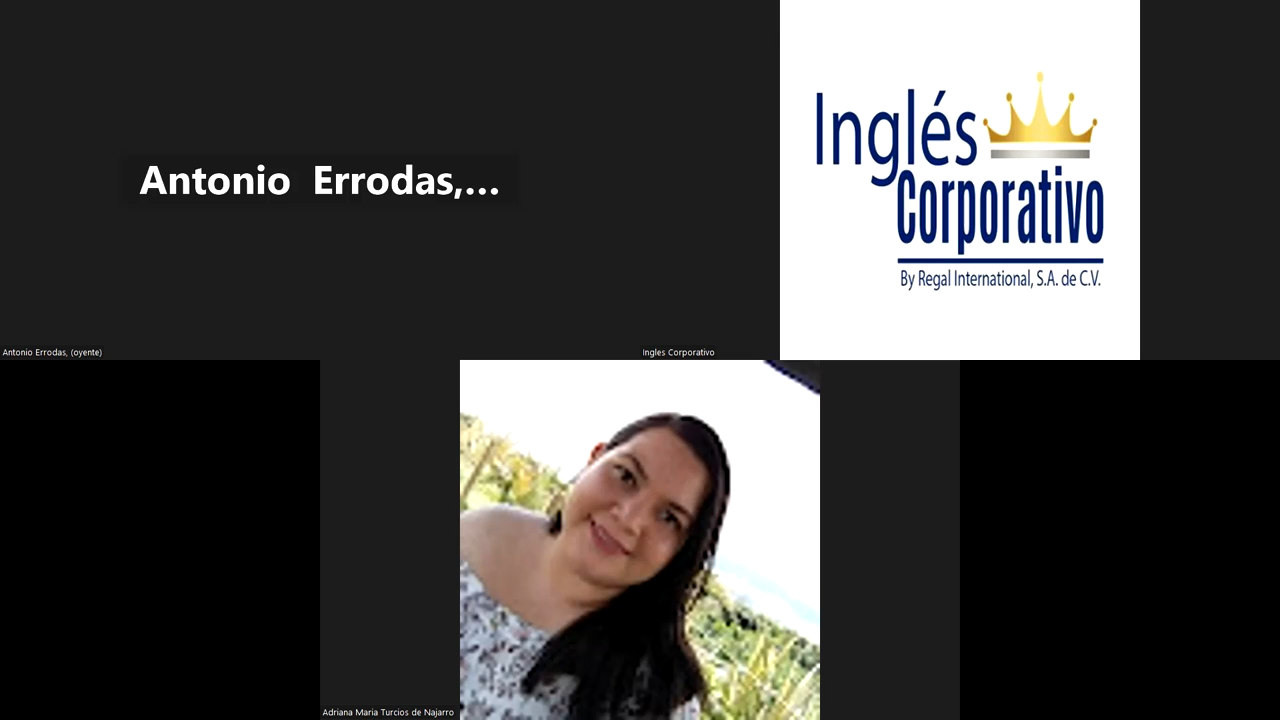 Antonio Errodas,...
Antonio Errodas, (oyente)
Inglés
Corporativo
By Regal International, S.A. de C.V.
Ingles Corporativo
Adriana Maria Turcios de Najarro